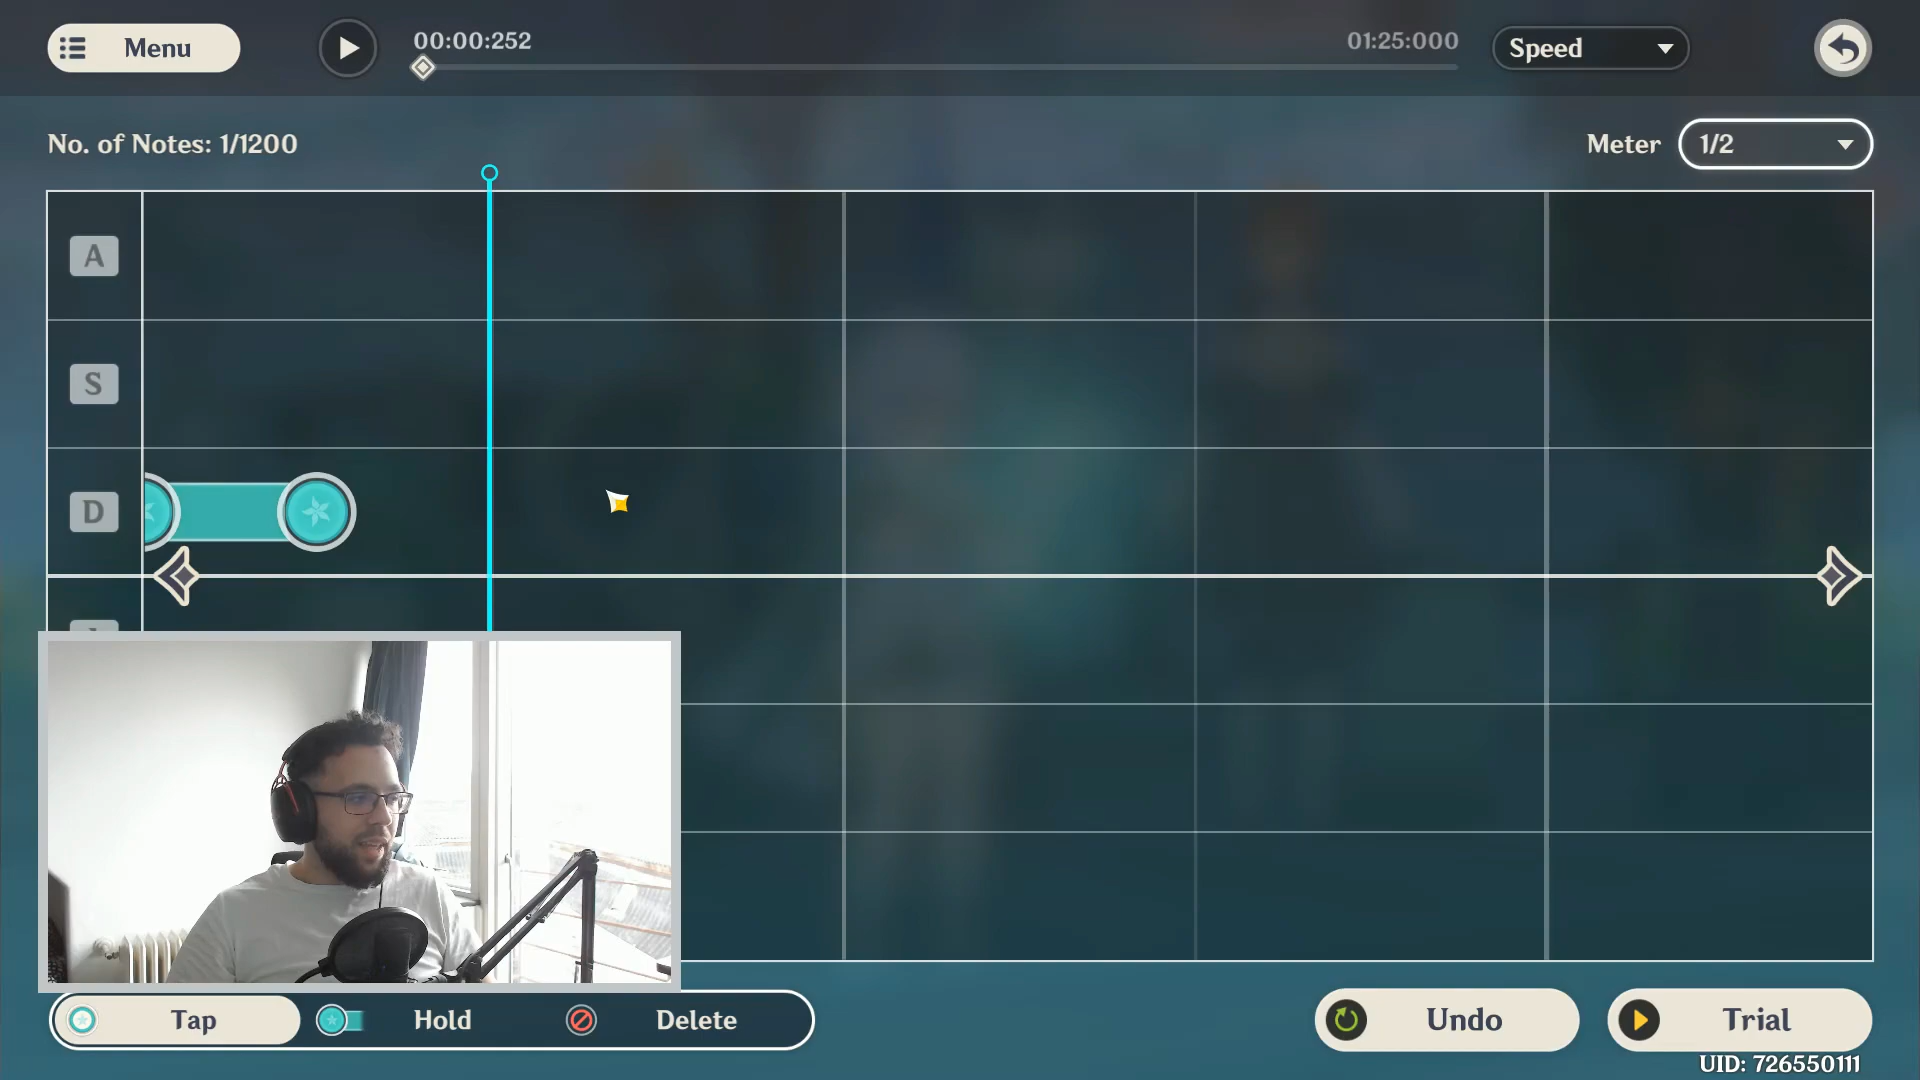 Menu
00:00:252
01:25:000
Speed
No. of Notes: 1/1200
Meter
1/2
A
S
D
Tap
Hold
Delete
Undo
Trial
UID: 726550111